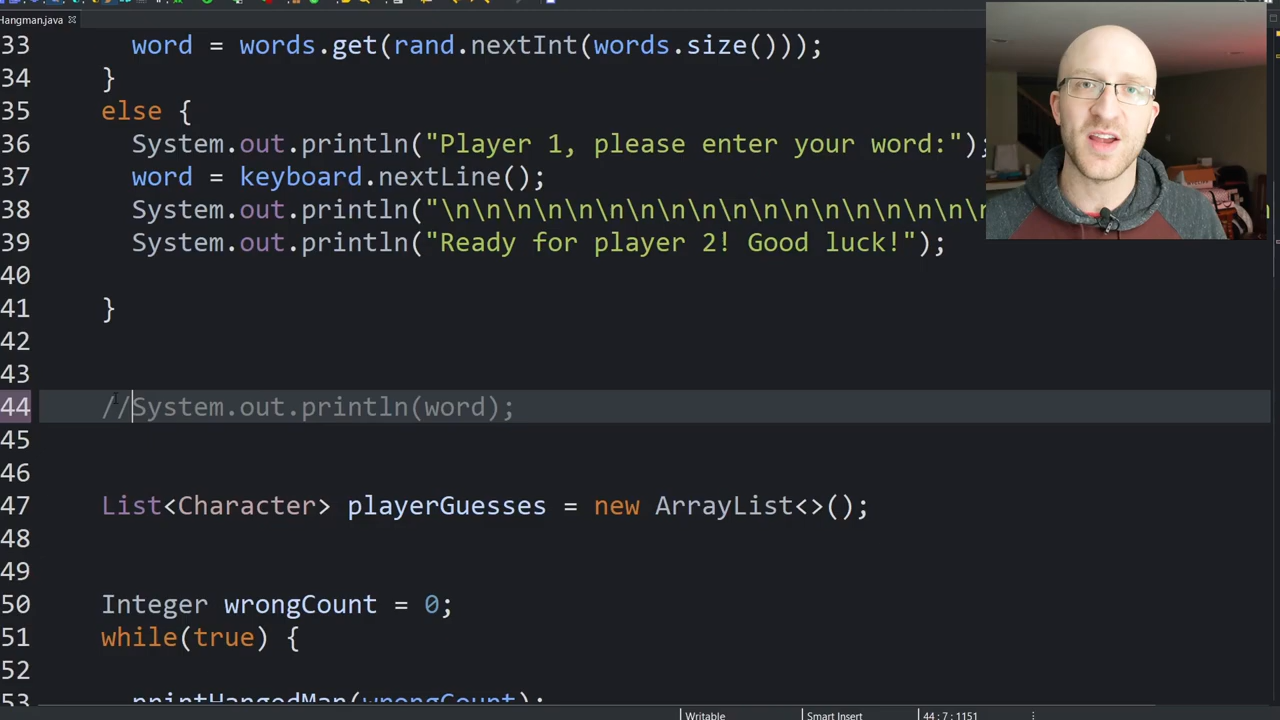 Hangman.java
33 word = words.get(rand.nextInt(words.size()));
34 }
35 else {
36 System.out.println("Player 1, please enter your word:");
37 word = keyboard.nextLine();
38 System.out.println("\n\n\n\n\n\n\n\n\n\n\n\n\n\n\n\n\n\n
39 System.out.println("Ready for player 2! Good luck!");
40
41 }
42
43
44 //System.out.println(word);
45
46
47 List<Character> playerGuesses = new ArrayList<>();
48
49
50 Integer wrongCount = 0;
51 while(true) {
52
53 printHangedMan(wrongCount);
Writable Smart Insert 44 : 7 : 1151